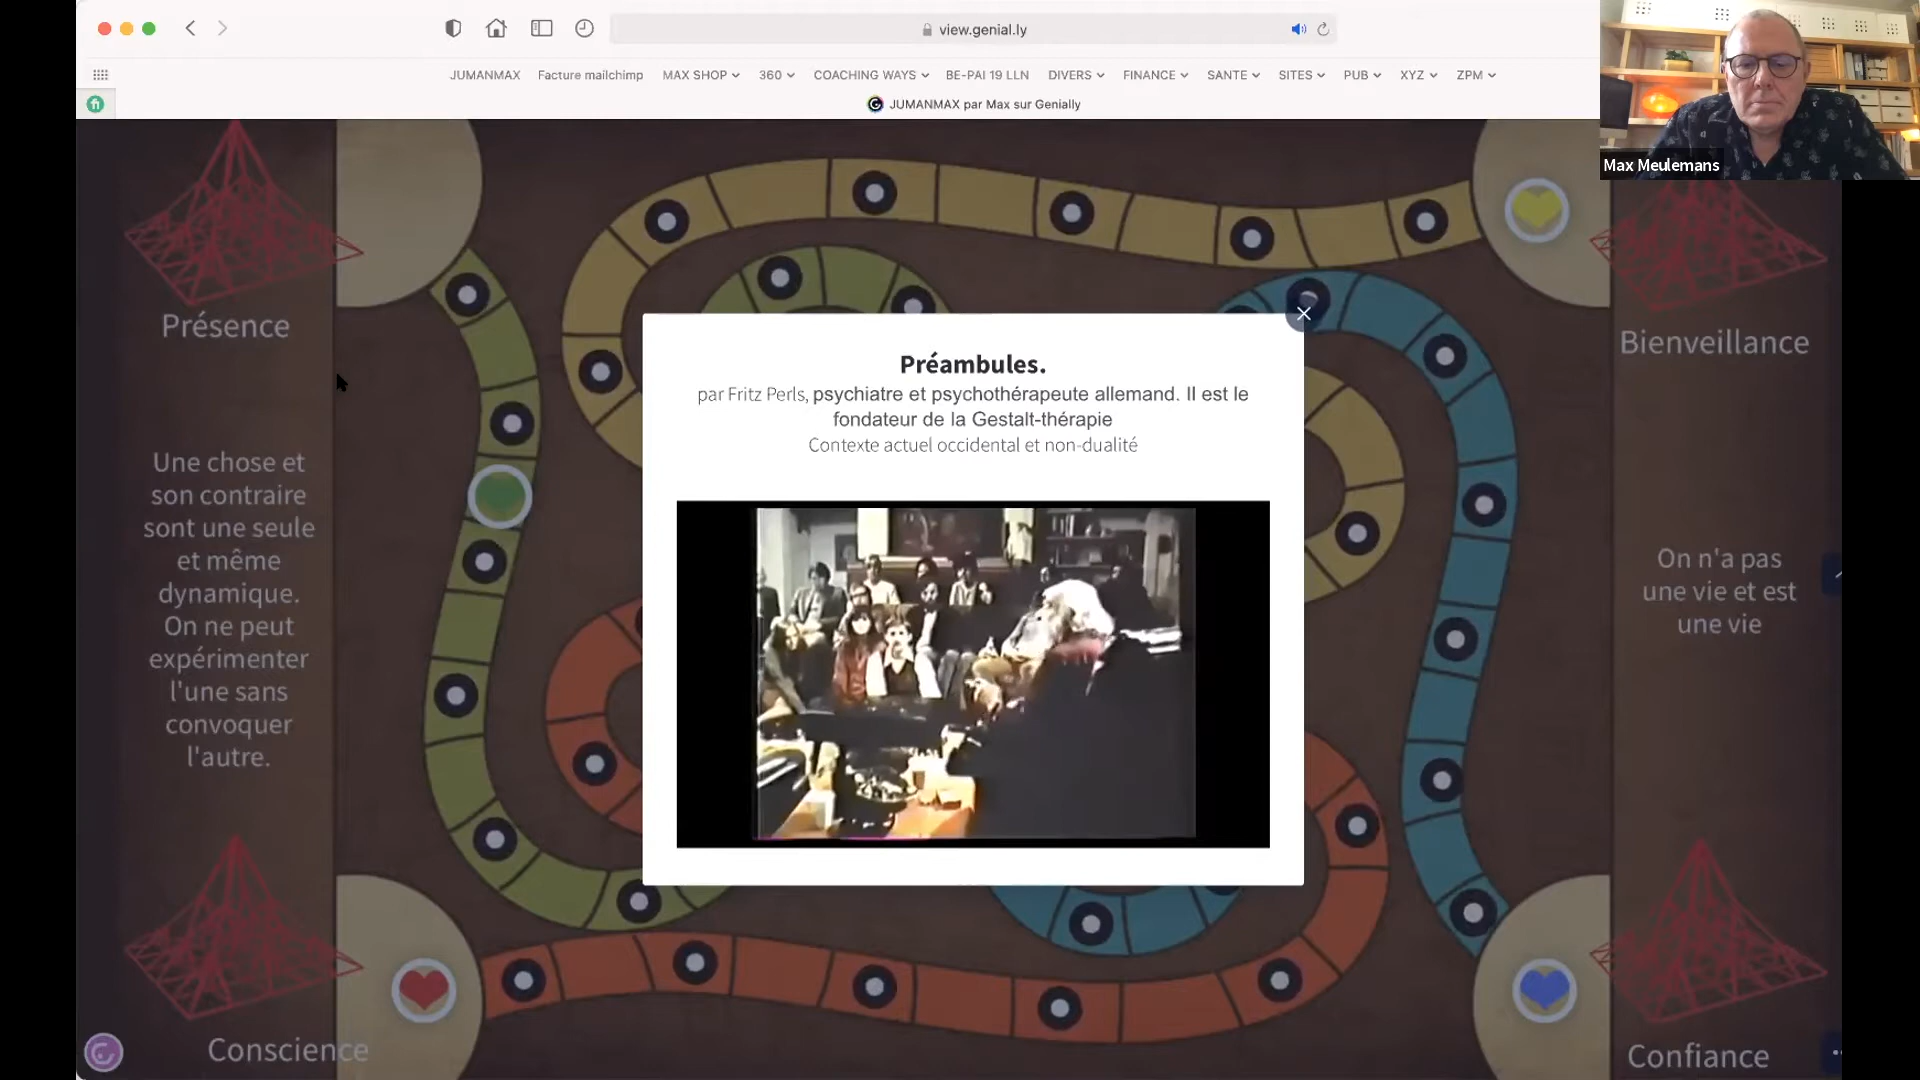 view.genial.ly
JUMANMAX
Facture mailchimp
MAX SHOP
360
COACHING WAYS
BE-PAI 19 LLN
DIVERS
FINANCE
SANTE
SITES
PUB
XYZ
ZPM
JUMANMAX par Max sur Genially
Max Meulemans
Présence
Une chose et
son contraire
sont une seule
et même
dynamique.
On ne peut
expérimenter
l'une sans
convoquer
l'autre.
Conscience
Préambules.
par Fritz Perls, psychiatre et psychothérapeute allemand. Il est le
fondateur de la Gestalt-thérapie
Contexte actuel occidental et non-dualité
Bienveillance
On n'a pas
une vie et est
une vie
Confiance